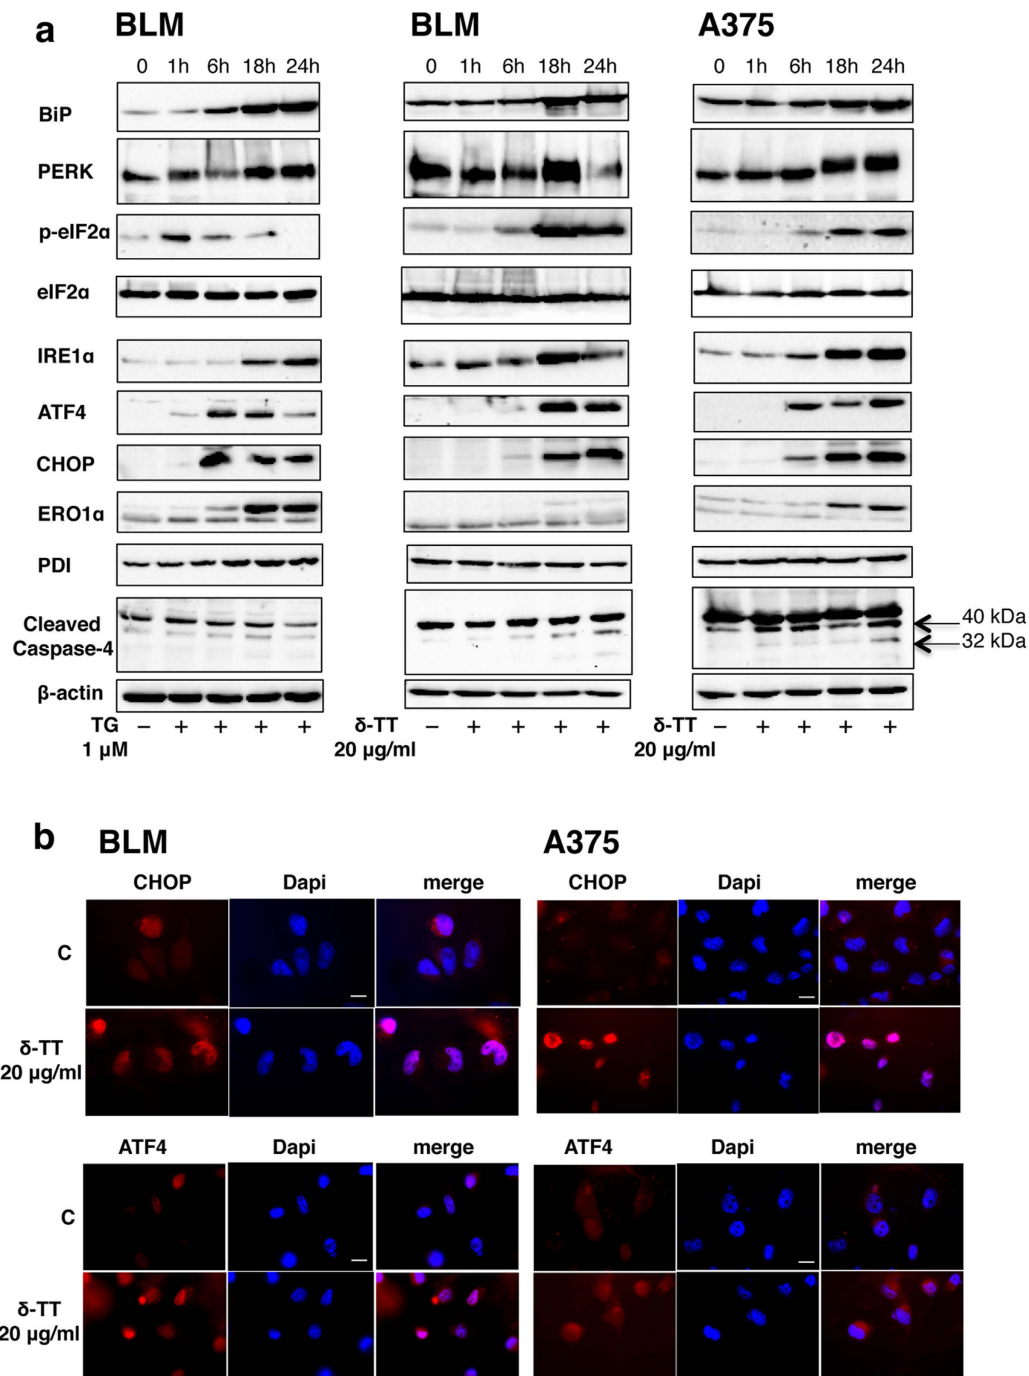 a
BLM
BLM
A375
0 1h 6h 18h 24h
0 1h 6h 18h 24h
0 1h 6h 18h 24h
BiP
PERK
p-eIF2α
eIF2α
IRE1α
ATF4
CHOP
ERO1α
PDI
Cleaved
Caspase-4
40 kDa
32 kDa
β-actin
TG − + + + +
1 µM
δ-TT − + + + +
20 µg/ml
δ-TT − + + + +
20 µg/ml
b
BLM
A375
CHOP Dapi merge
CHOP Dapi merge
C
δ-TT
20 µg/ml
ATF4 Dapi merge
ATF4 Dapi merge
C
δ-TT
20 µg/ml